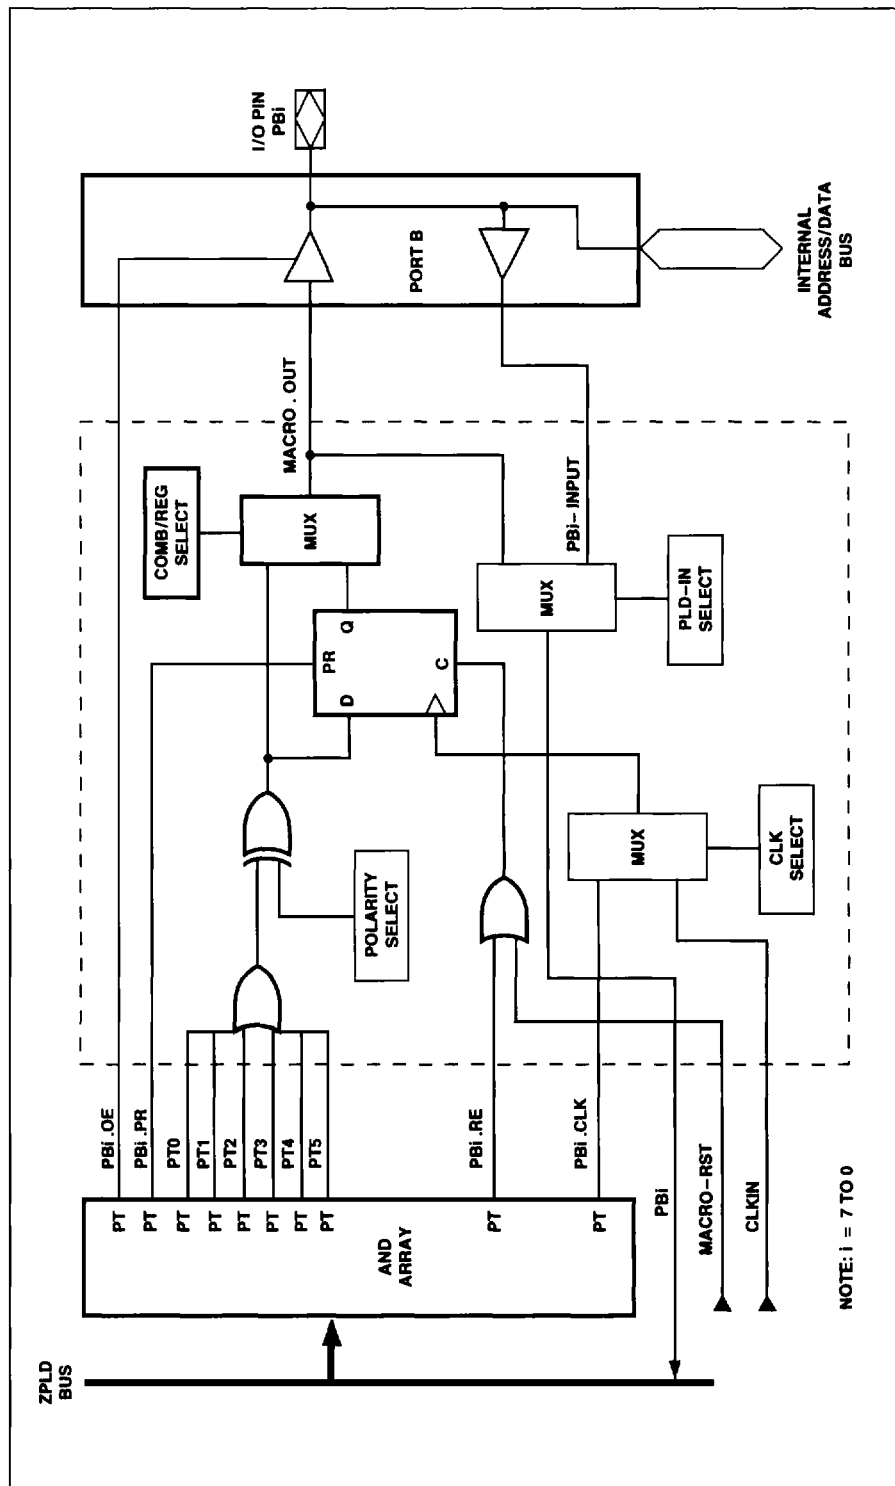 ZPLD
BUS
AND
ARRAY
PT
PT
PT
PT
PT
PT
PT
PT
PT
PT
PBi .OE
PBi .PR
PT0
PT1
PT2
PT3
PT4
PT5
PBi .RE
PBi .CLK
PBi
MACRO-RST
CLKIN
NOTE: i = 7 TO 0
POLARITY
SELECT
MUX
CLK
SELECT
PR
D
Q
C
COMB/REG
SELECT
MUX
MUX
PLD-IN
SELECT
MACRO . OUT
PBi-INPUT
PORT B
I/O PIN
PBi
INTERNAL
ADDRESS/DATA
BUS